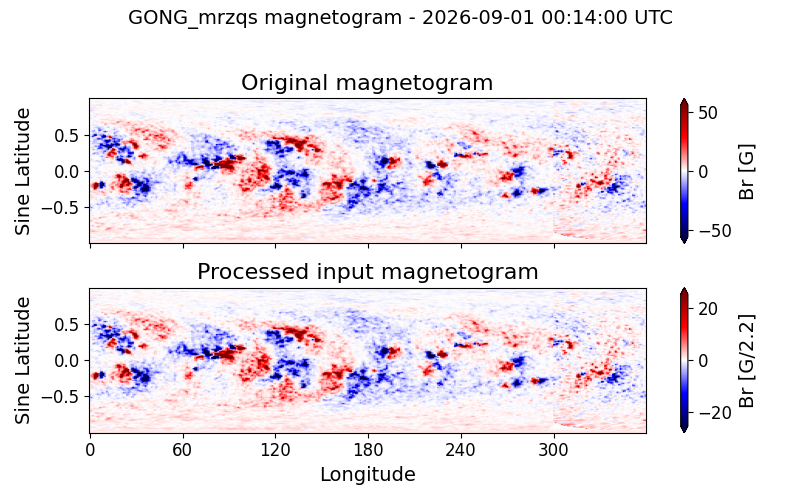 GONG_mrzqs magnetogram - 2026-09-01 00:14:00 UTC
Original magnetogram
Sine Latitude
0.5
0.0
−0.5
50
0
−50
Br [G]
Processed input magnetogram
Sine Latitude
0.5
0.0
−0.5
0
60
120
180
240
300
Longitude
20
0
−20
Br [G/2.2]